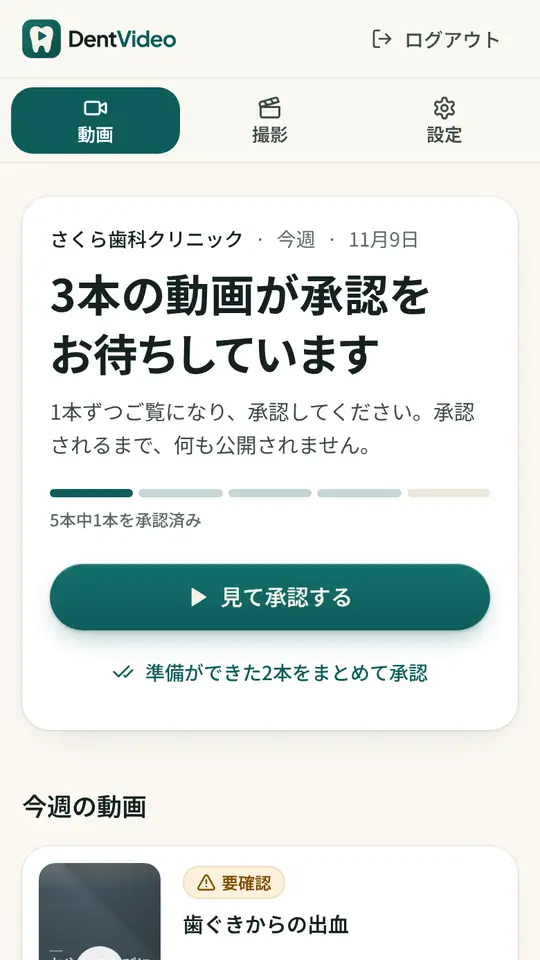 DentVideo
ログアウト
動画
撮影
設定
さくら歯科クリニック · 今週 · 11月9日
3本の動画が承認を
お待ちしています
1本ずつご覧になり、承認してください。承認
されるまで、何も公開されません。
5本中1本を承認済み
見て承認する
準備ができた2本をまとめて承認
今週の動画
要確認
歯ぐきからの出血